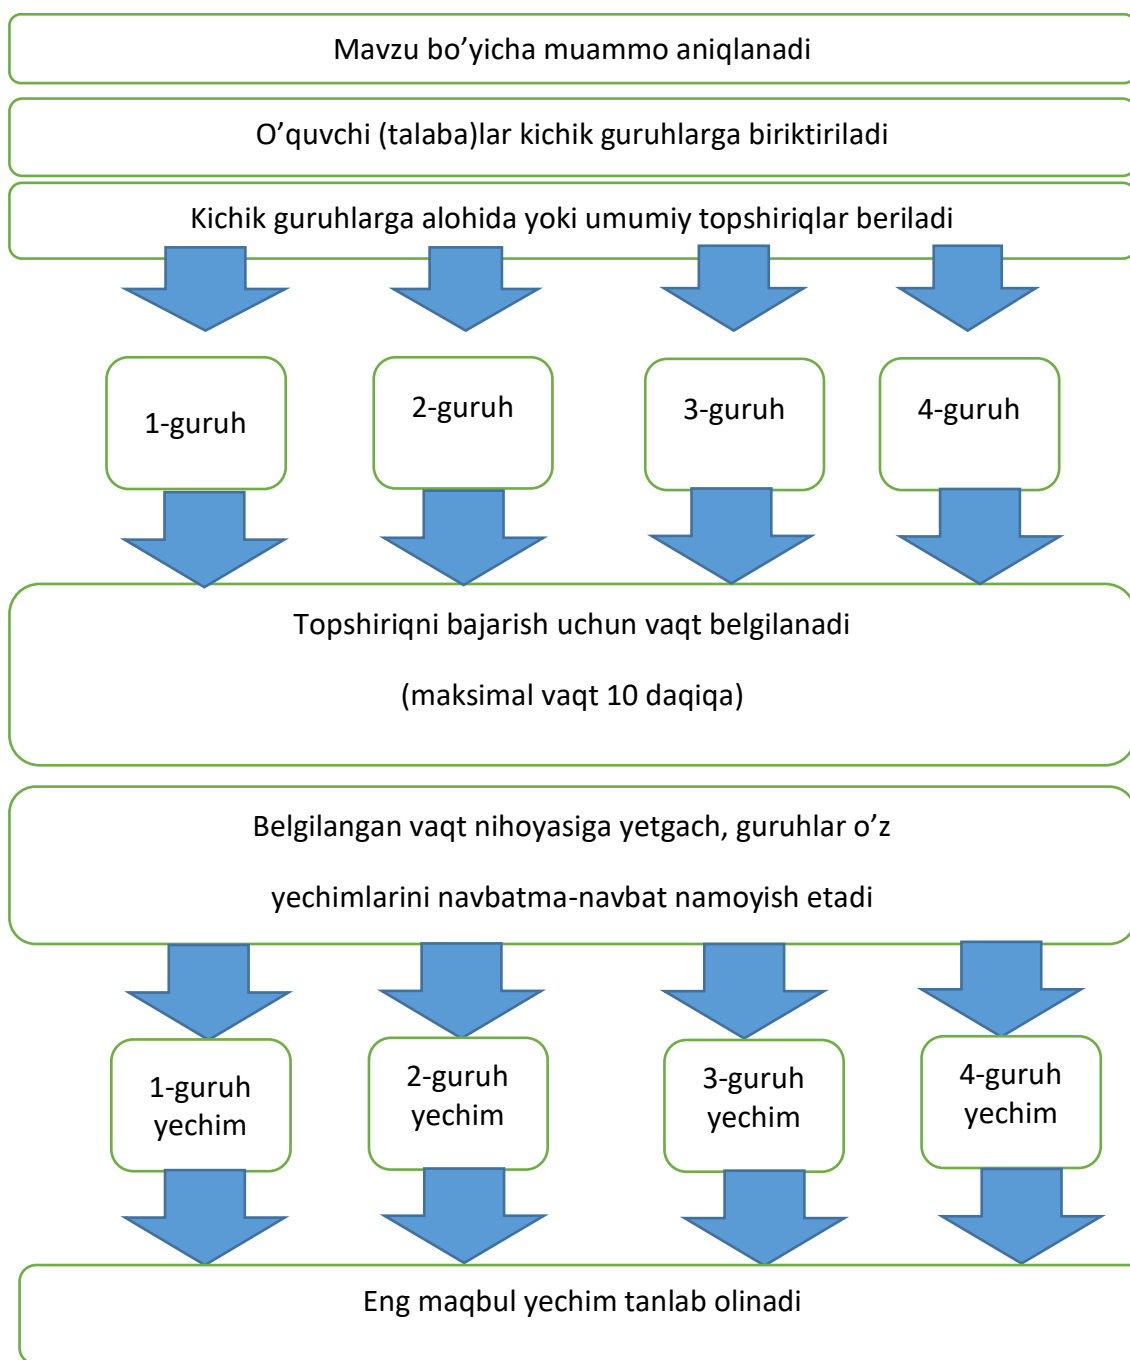 Mavzu bo’yicha muammo aniqlanadi
O’quvchi (talaba)lar kichik guruhlarga biriktiriladi
Kichik guruhlarga alohida yoki umumiy topshiriqlar beriladi
1-guruh
2-guruh
3-guruh
4-guruh
Topshiriqni bajarish uchun vaqt belgilanadi
(maksimal vaqt 10 daqiqa)
Belgilangan vaqt nihoyasiga yetgach, guruhlar o’z
yechimlarini navbatma-navbat namoyish etadi
1-guruh
yechim
2-guruh
yechim
3-guruh
yechim
4-guruh
yechim
Eng maqbul yechim tanlab olinadi